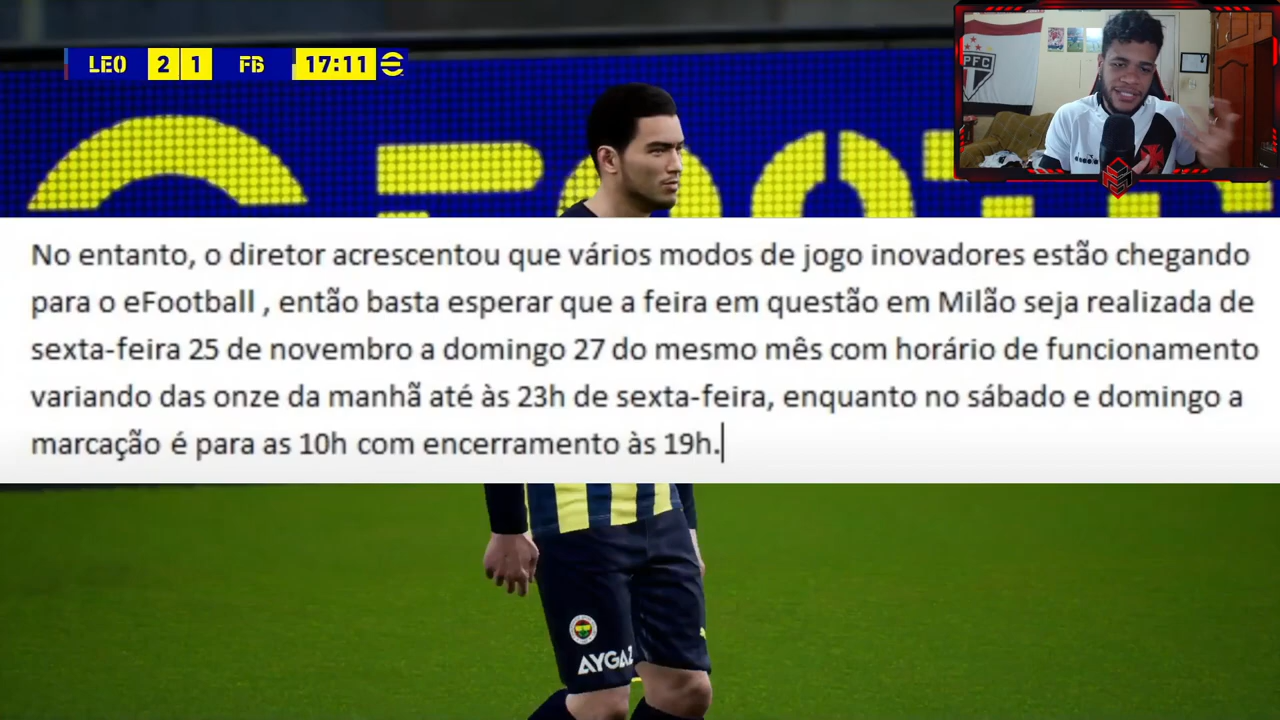 LEO 2 1 FB 17:11
PFC
diadora
No entanto, o diretor acrescentou que vários modos de jogo inovadores estão chegando
para o eFootball , então basta esperar que a feira em questão em Milão seja realizada de
sexta-feira 25 de novembro a domingo 27 do mesmo mês com horário de funcionamento
variando das onze da manhã até às 23h de sexta-feira, enquanto no sábado e domingo a
marcação é para as 10h com encerramento às 19h.
AYGAZ